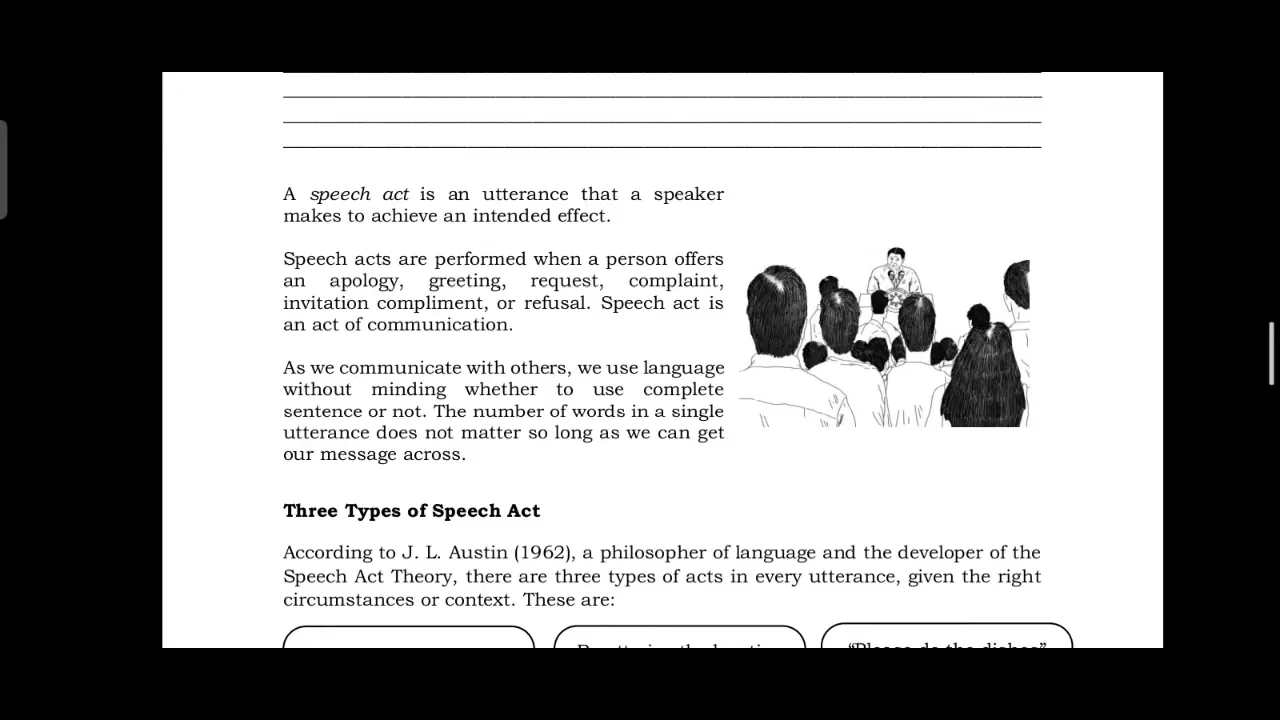 A speech act is an utterance that a speaker
makes to achieve an intended effect.
Speech acts are performed when a person offers
an apology, greeting, request, complaint,
invitation compliment, or refusal. Speech act is
an act of communication.
As we communicate with others, we use language
without minding whether to use complete
sentence or not. The number of words in a single
utterance does not matter so long as we can get
our message across.
Three Types of Speech Act
According to J. L. Austin (1962), a philosopher of language and the developer of the
Speech Act Theory, there are three types of acts in every utterance, given the right
circumstances or context. These are:
"Please do the dishes"